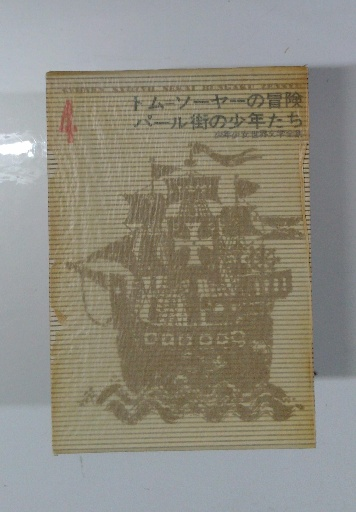 トム=ソーヤーの冒険
パール街の少年たち
少年少女世界文学全集